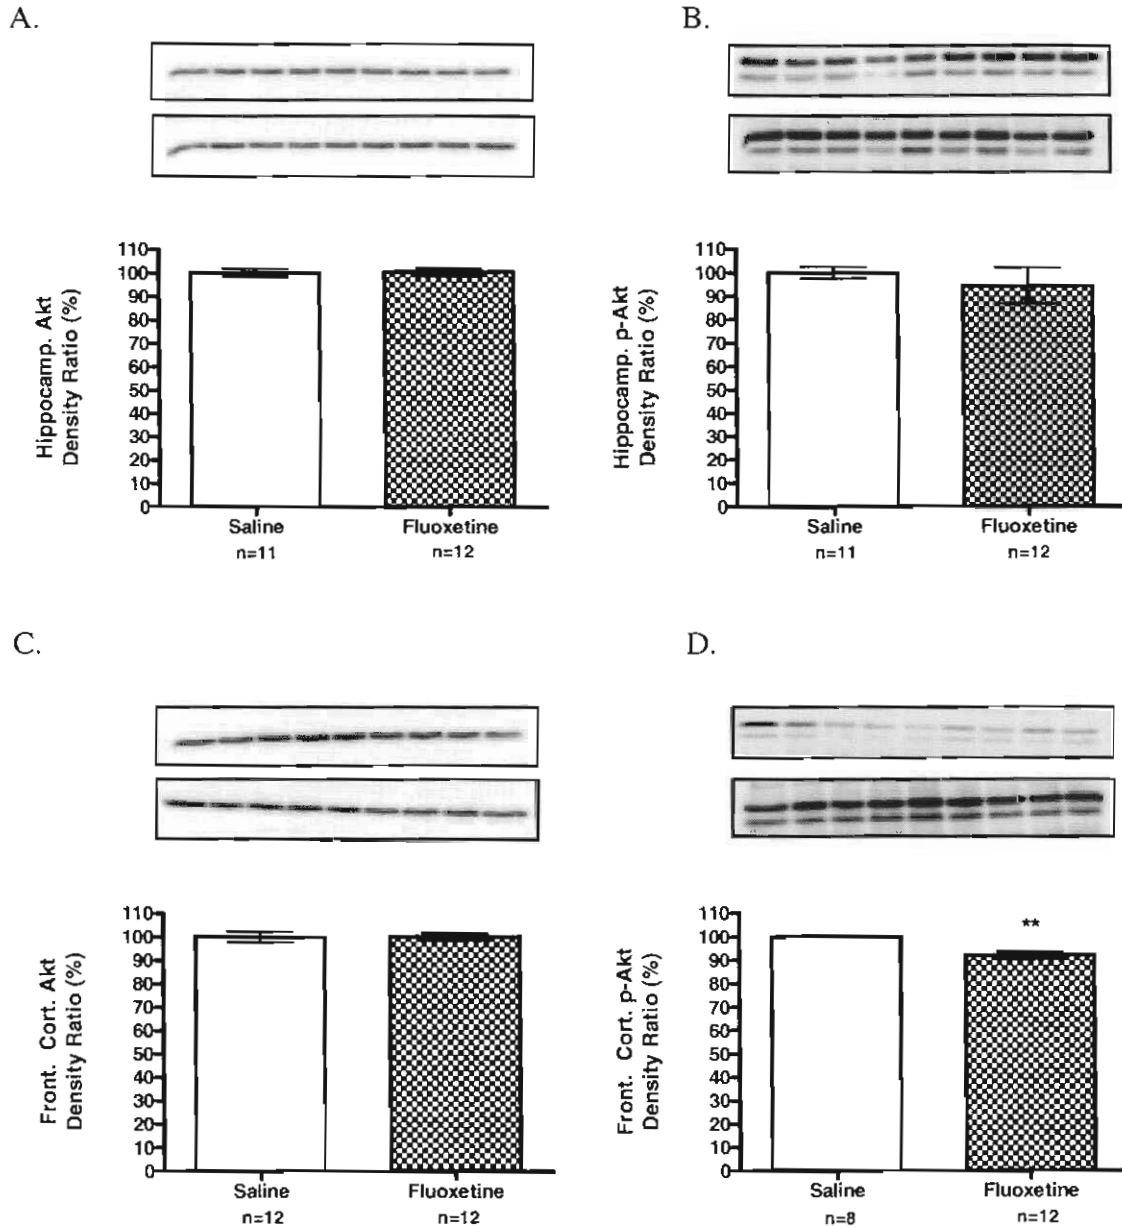 A.
B.
Hippocamp. Akt
Density Ratio (%)
110
100
90
80
70
60
50
40
30
20
10
0
Saline
Fluoxetine
n=11
n=12
Hippocamp. p-Akt
Density Ratio (%)
110
100
90
80
70
60
50
40
30
20
10
0
Saline
Fluoxetine
n=11
n=12
C.
D.
Front. Cort. Akt
Density Ratio (%)
110
100
90
80
70
60
50
40
30
20
10
0
Saline
Fluoxetine
n=12
n=12
Front. Cort. p-Akt
Density Ratio (%)
110
100
90
80
70
60
50
40
30
20
10
0
**
Saline
Fluoxetine
n=8
n=12